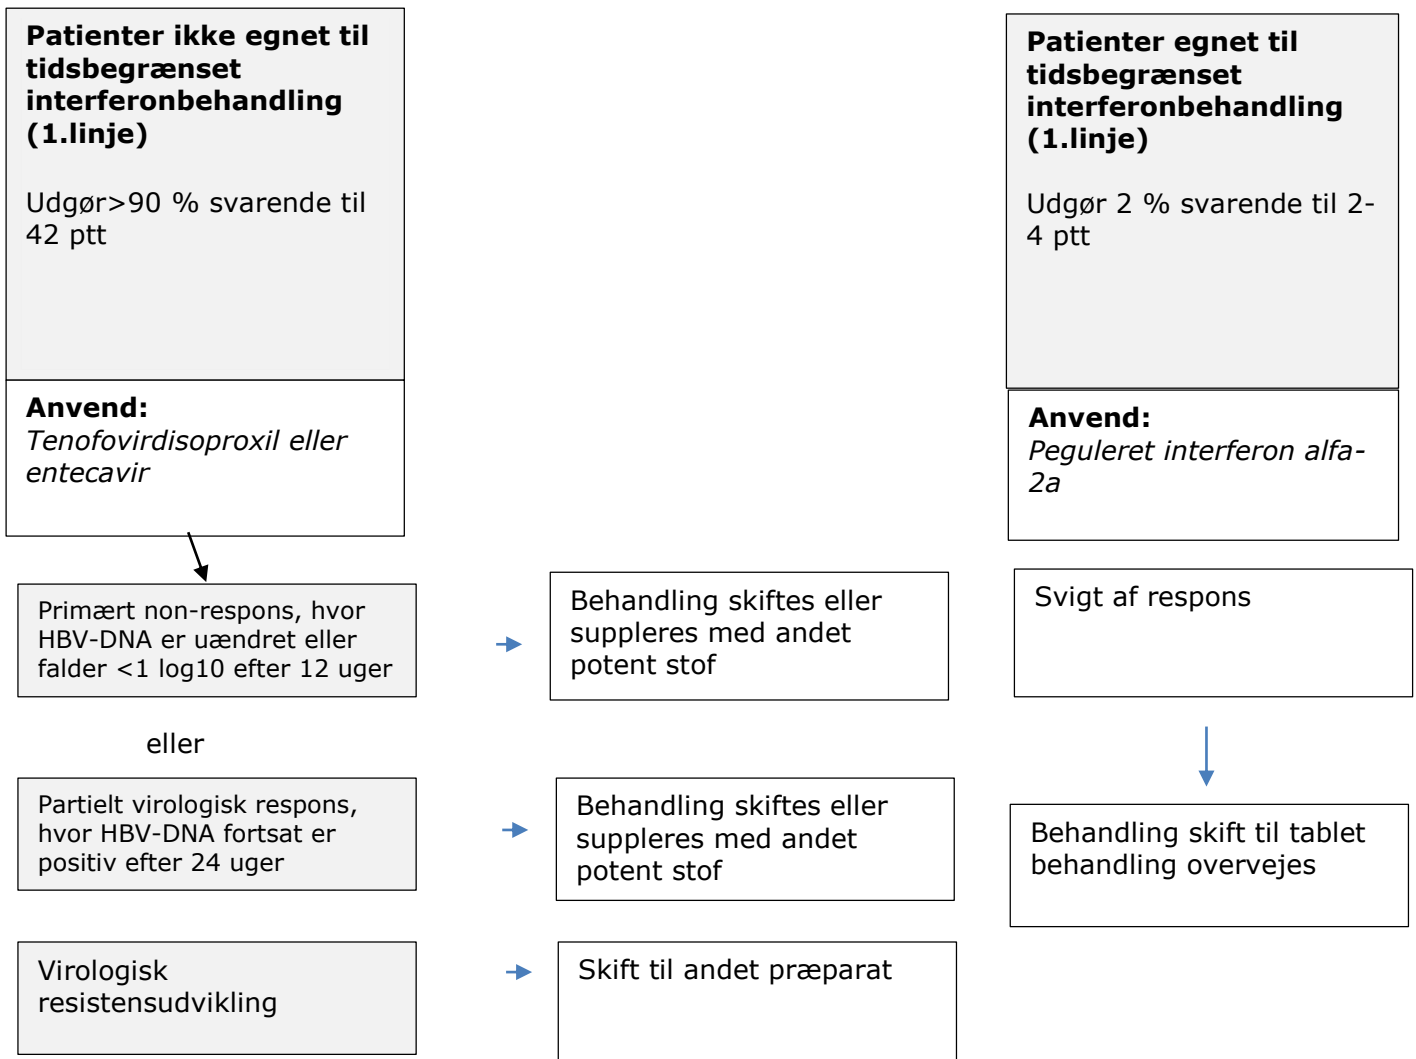 Patienter ikke egnet til
tidsbegrænset
interferonbehandling
(1.linje)
Udgør>90 % svarende til
42 ptt
Anvend:
Tenofovirdisoproxil eller
entecavir
Patienter egnet til
tidsbegrænset
interferonbehandling
(1.linje)
Udgør 2 % svarende til 2-
4 ptt
Anvend:
Peguleret interferon alfa-
2a
Primært non-respons, hvor
HBV-DNA er uændret eller
falder <1 log10 efter 12 uger
Behandling skiftes eller
suppleres med andet
potent stof
Svigt af respons
eller
Partielt virologisk respons,
hvor HBV-DNA fortsat er
positiv efter 24 uger
Behandling skiftes eller
suppleres med andet
potent stof
Behandling skift til tablet
behandling overvejes
Virologisk
resistensudvikling
Skift til andet præparat